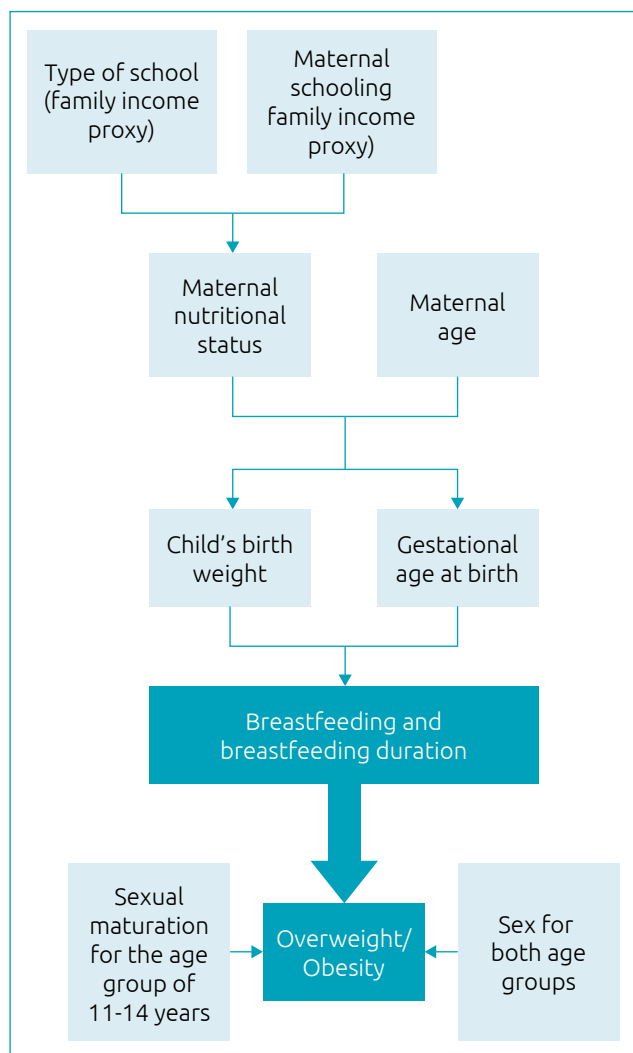 Type of school
(family income
proxy)
Maternal
schooling
family income
proxy)
Maternal
nutritional
status
Maternal
age
Child's birth
weight
Gestational
age at birth
Breastfeeding and
breastfeeding duration
Sexual
maturation
for the age
group of
11-14 years
Overweight/
Obesity
Sex for
both age
groups